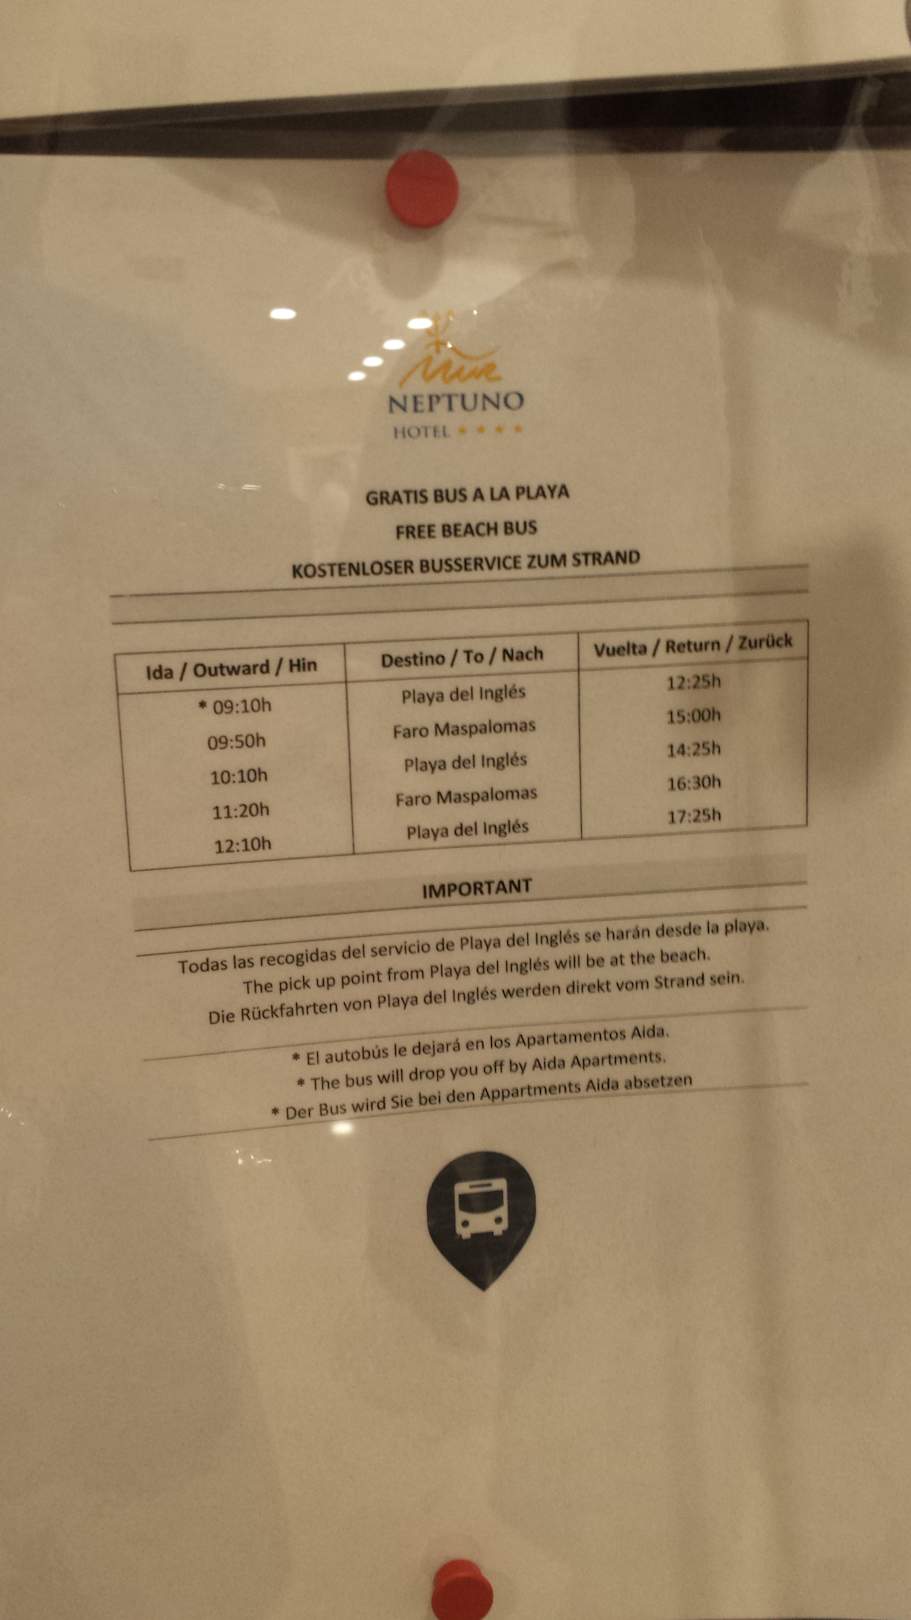 Mur
NEPTUNO
HOTEL ★★★★
GRATIS BUS A LA PLAYA
FREE BEACH BUS
KOSTENLOSER BUSSERVICE ZUM STRAND
Ida / Outward / Hin Destino / To / Nach Vuelta / Return / Zurück
* 09:10h Playa del Inglés 12:25h
09:50h Faro Maspalomas 15:00h
10:10h Playa del Inglés 14:25h
11:20h Faro Maspalomas 16:30h
12:10h Playa del Inglés 17:25h
IMPORTANT
Todas las recogidas del servicio de Playa del Inglés se harán desde la playa.
The pick up point from Playa del Inglés will be at the beach.
Die Rückfahrten von Playa del Inglés werden direkt vom Strand sein.
* El autobús le dejará en los Apartamentos Aida.
* The bus will drop you off by Aida Apartments.
* Der Bus wird Sie bei den Appartments Aida absetzen